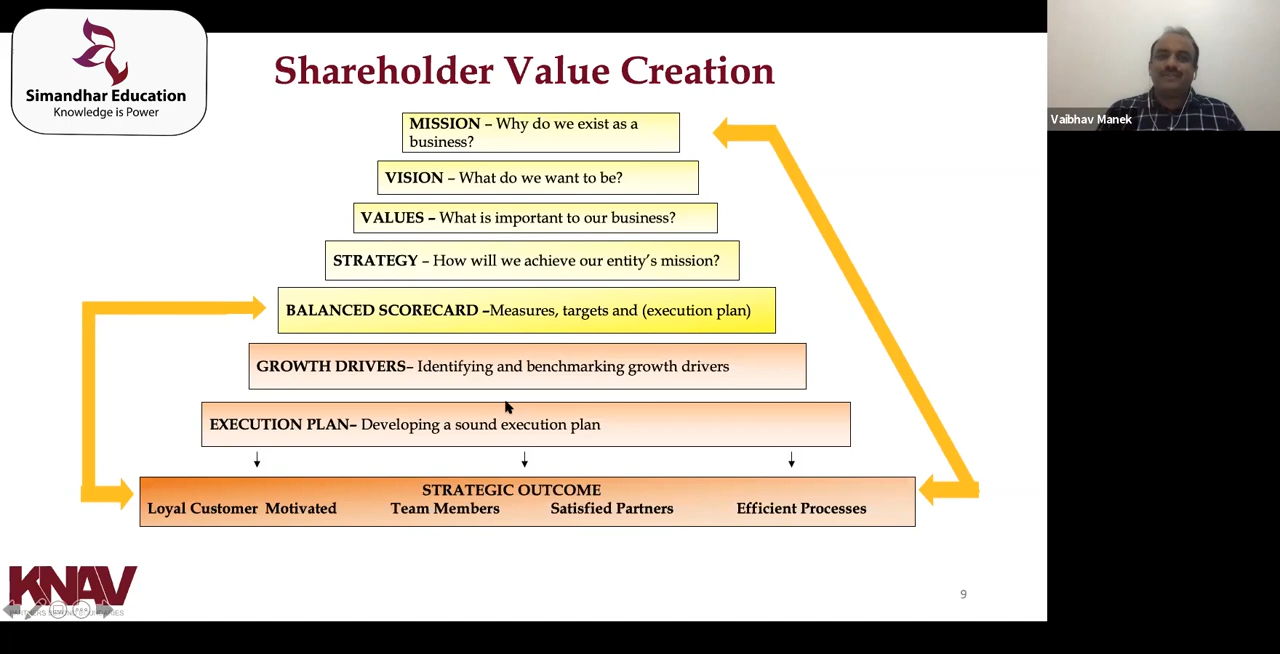 Simandhar Education
Knowledge is Power
Shareholder Value Creation
MISSION – Why do we exist as a
business?
VISION – What do we want to be?
VALUES – What is important to our business?
STRATEGY – How will we achieve our entity's mission?
BALANCED SCORECARD –Measures, targets and (execution plan)
GROWTH DRIVERS– Identifying and benchmarking growth drivers
EXECUTION PLAN– Developing a sound execution plan
STRATEGIC OUTCOME
Loyal Customer Motivated Team Members Satisfied Partners Efficient Processes
KNAV
9
Vaibhav Manek